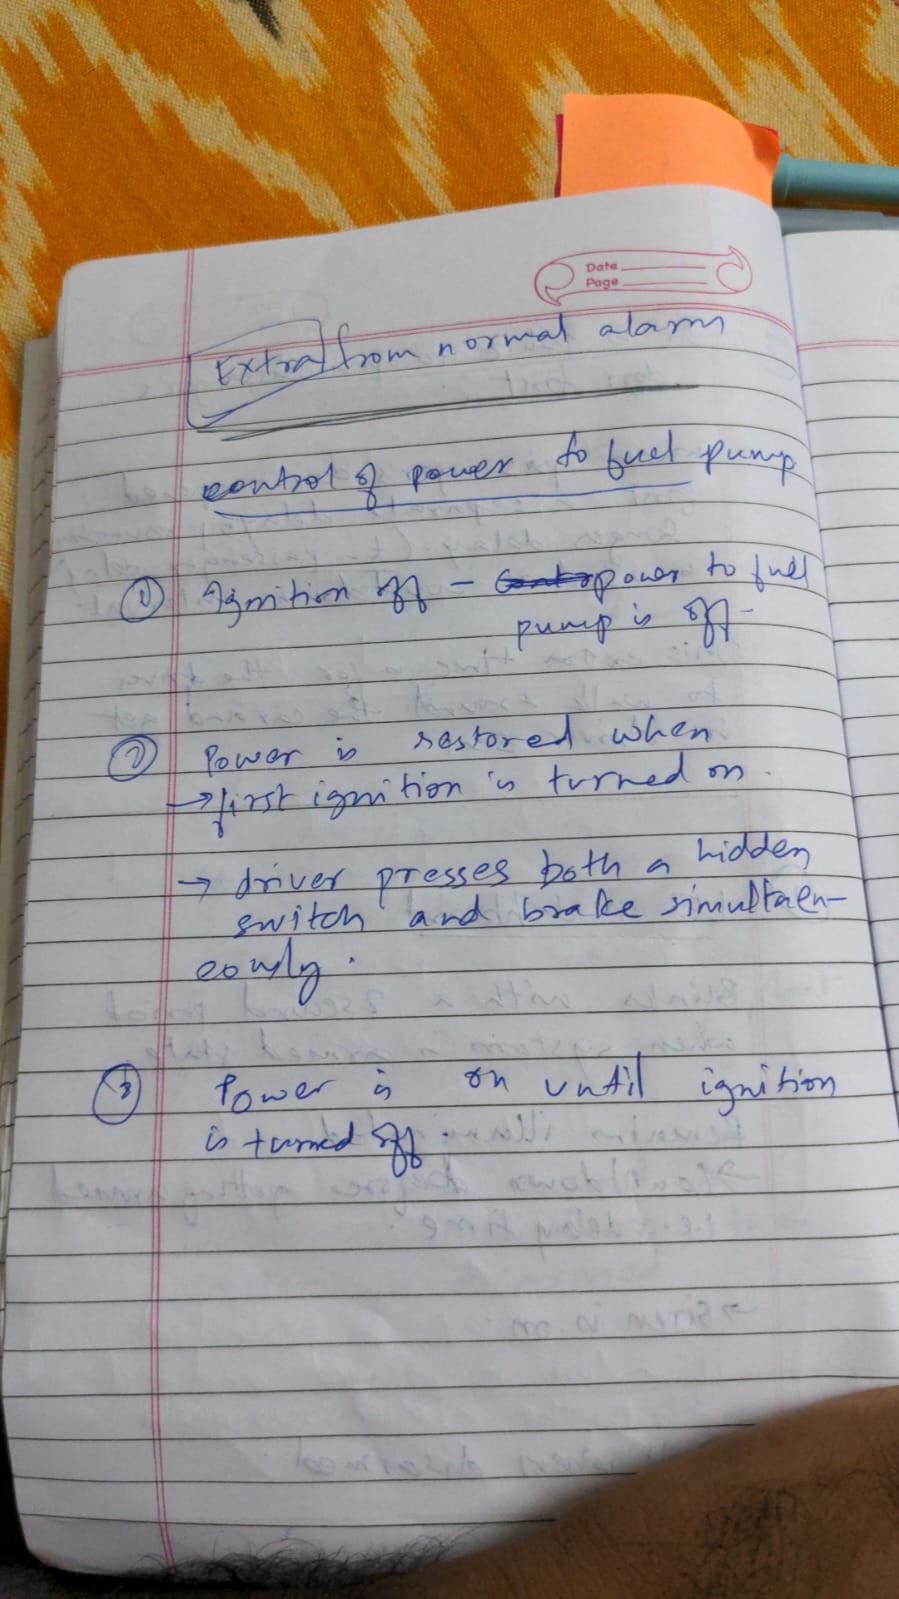 Date
Page
Extra from normal alarm
control of power to fuel pump
① Ignition off – power to fuel
pump is off-
② Power is restored when
→ first ignition is turned on.
→ driver presses both a hidden
switch and brake simultaen-
eously.
③ Power is on until ignition
is turned off.